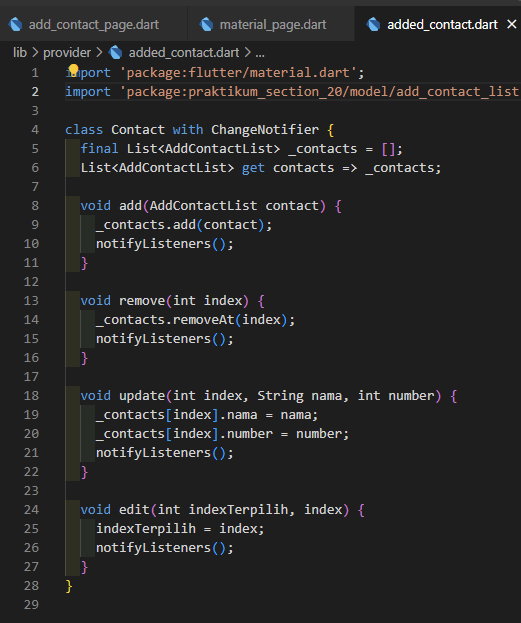 add_contact_page.dart
material_page.dart
added_contact.dart ×
lib > provider > added_contact.dart > ...
1 import 'package:flutter/material.dart';
2 import 'package:praktikum_section_20/model/add_contact_list
3
4 class Contact with ChangeNotifier {
5   final List<AddContactList> _contacts = [];
6   List<AddContactList> get contacts => _contacts;
7
8   void add(AddContactList contact) {
9     _contacts.add(contact);
10     notifyListeners();
11   }
12
13   void remove(int index) {
14     _contacts.removeAt(index);
15     notifyListeners();
16   }
17
18   void update(int index, String nama, int number) {
19     _contacts[index].nama = nama;
20     _contacts[index].number = number;
21     notifyListeners();
22   }
23
24   void edit(int indexTerpilih, index) {
25     indexTerpilih = index;
26     notifyListeners();
27   }
28 }
29